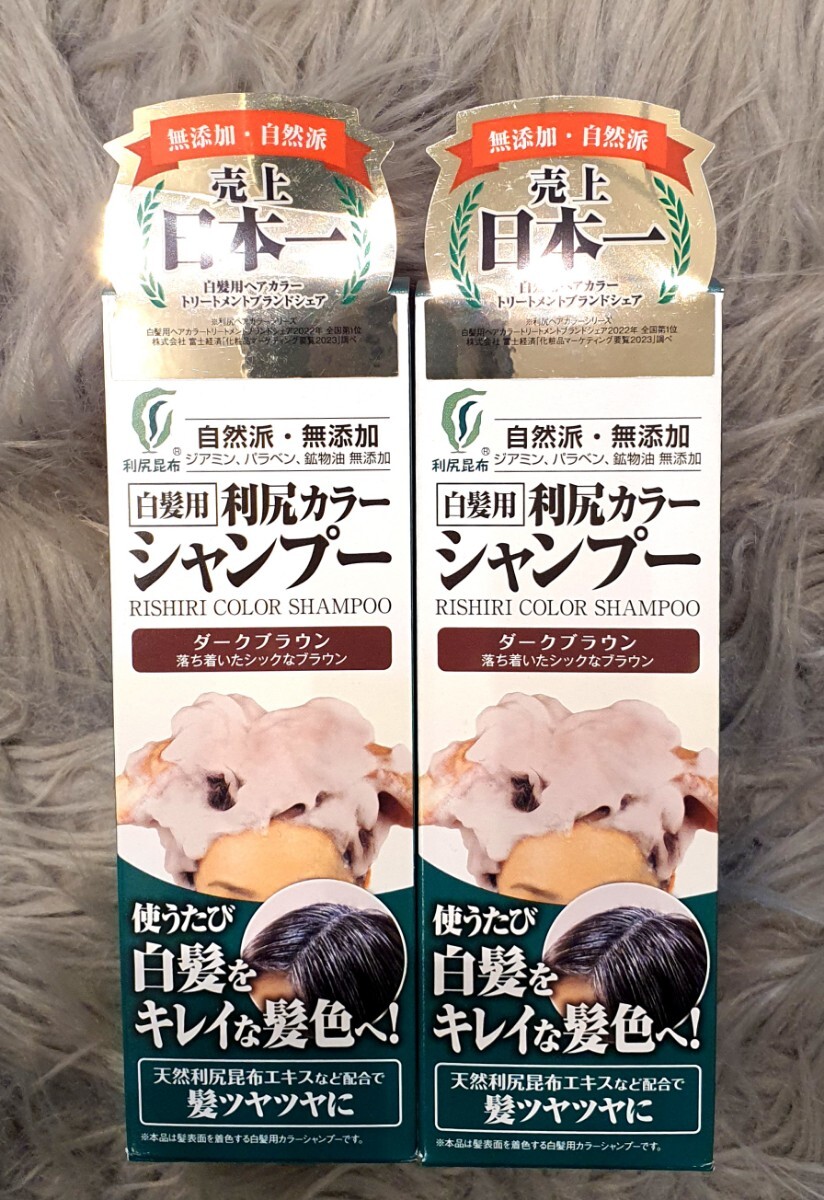 無添加・自然派
売上
日本一
白髪用ヘアカラー
トリートメントブランドシェア
※利尻ヘアカラーシリーズ
白髪用ヘアカラートリートメントブランドシェア2022年 全国第1位
株式会社 富士経済「化粧品マーケティング要覧2023」調べ
利尻昆布
®
自然派・無添加
ジアミン、パラベン、鉱物油 無添加
白髪用 利尻カラー
シャンプー
RISHIRI COLOR SHAMPOO
ダークブラウン
落ち着いたシックなブラウン
使うたび
白髪を
キレイな髪色へ!
天然利尻昆布エキスなど配合で
髪ツヤツヤに
※本品は髪表面を着色する白髪用カラーシャンプーです。
無添加・自然派
売上
日本一
白髪用ヘアカラー
トリートメントブランドシェア
※利尻ヘアカラーシリーズ
白髪用ヘアカラートリートメントブランドシェア2022年 全国第1位
株式会社 富士経済「化粧品マーケティング要覧2023」調べ
利尻昆布
®
自然派・無添加
ジアミン、パラベン、鉱物油 無添加
白髪用 利尻カラー
シャンプー
RISHIRI COLOR SHAMPOO
ダークブラウン
落ち着いたシックなブラウン
使うたび
白髪を
キレイな髪色へ!
天然利尻昆布エキスなど配合で
髪ツヤツヤに
※本品は髪表面を着色する白髪用カラーシャンプーです。